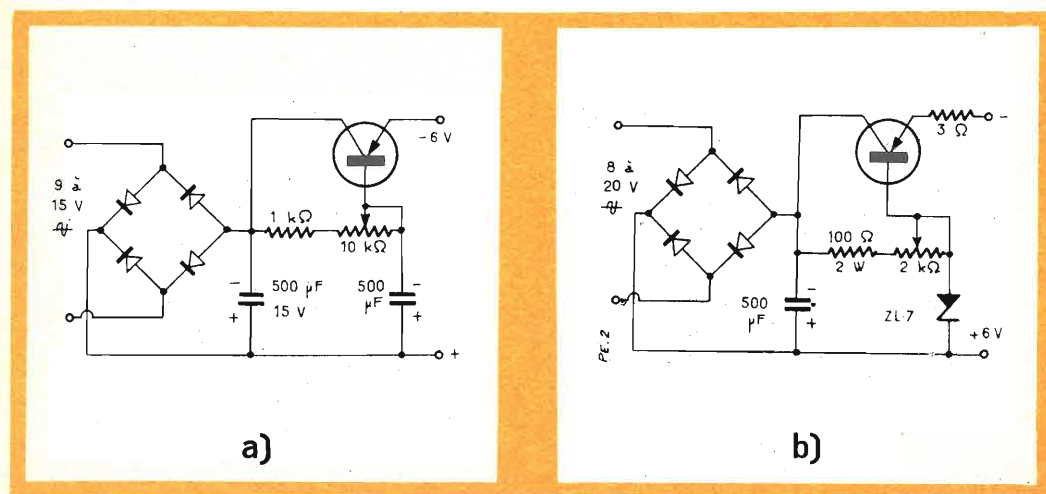 9 à
15 V
1 kΩ
10 kΩ
500 µF
15 V
500
µF
-6 V
-
+
-
+
+
a)
8 à
20 V
3 Ω
-
100 Ω
2 W
2 kΩ
500
µF
-
+
ZL-7
+6 V
PE.2
b)